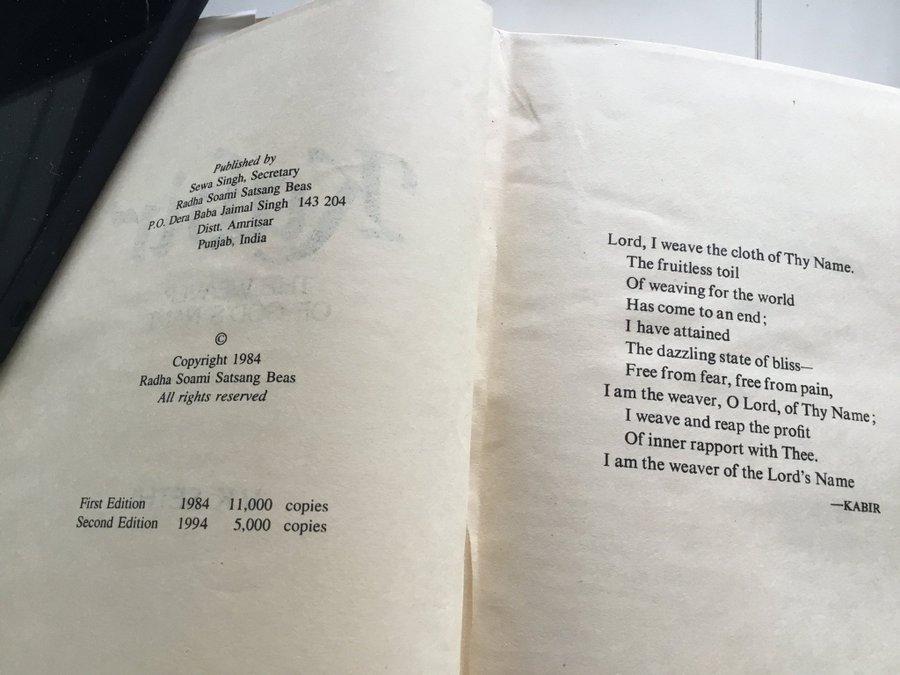 Published by
Sewa Singh, Secretary
Radha Soami Satsang Beas
P.O. Dera Baba Jaimal Singh 143 204
Distt. Amritsar
Punjab, India
©
Copyright 1984
Radha Soami Satsang Beas
All rights reserved
First Edition 1984 11,000 copies
Second Edition 1994 5,000 copies
Lord, I weave the cloth of Thy Name.
The fruitless toil
Of weaving for the world
Has come to an end;
I have attained
The dazzling state of bliss—
Free from fear, free from pain,
I am the weaver, O Lord, of Thy Name;
I weave and reap the profit
Of inner rapport with Thee.
I am the weaver of the Lord's Name
—KABIR